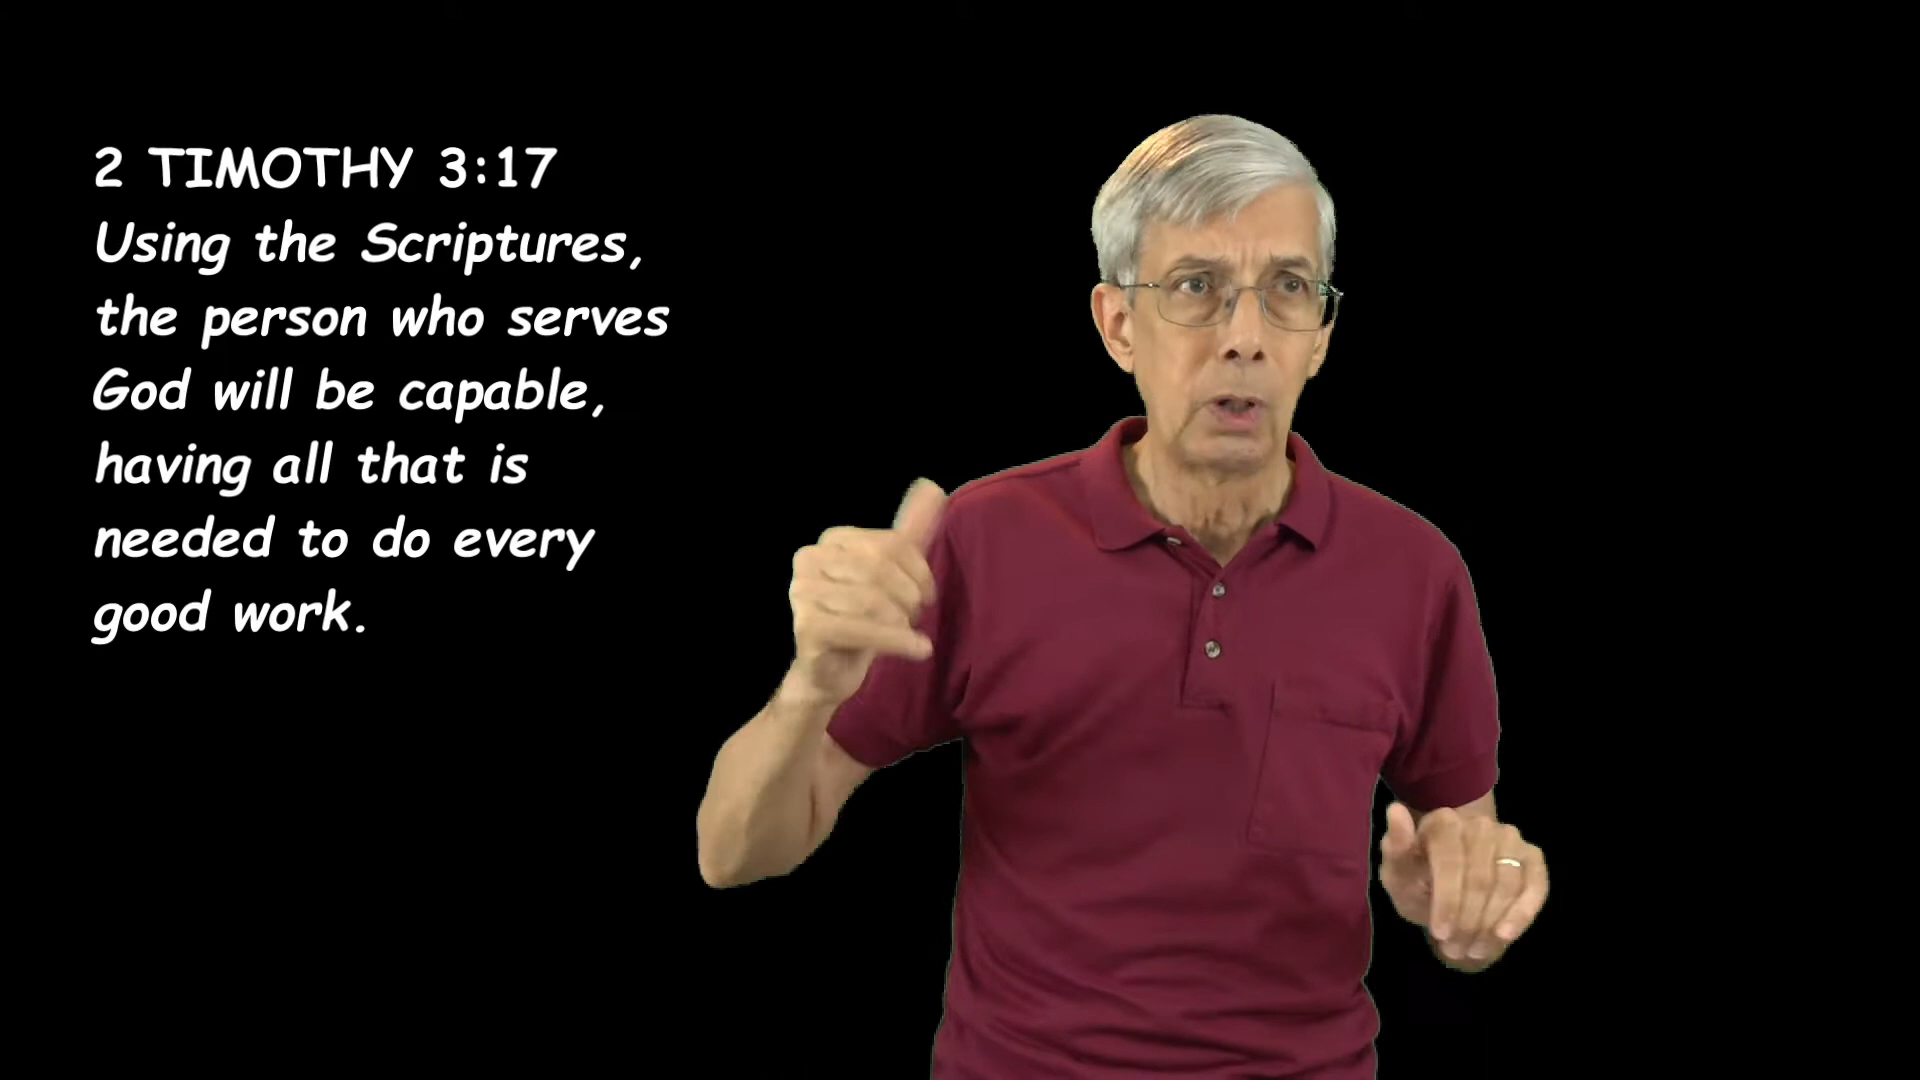 2 TIMOTHY 3:17
Using the Scriptures,
the person who serves
God will be capable,
having all that is
needed to do every
good work.